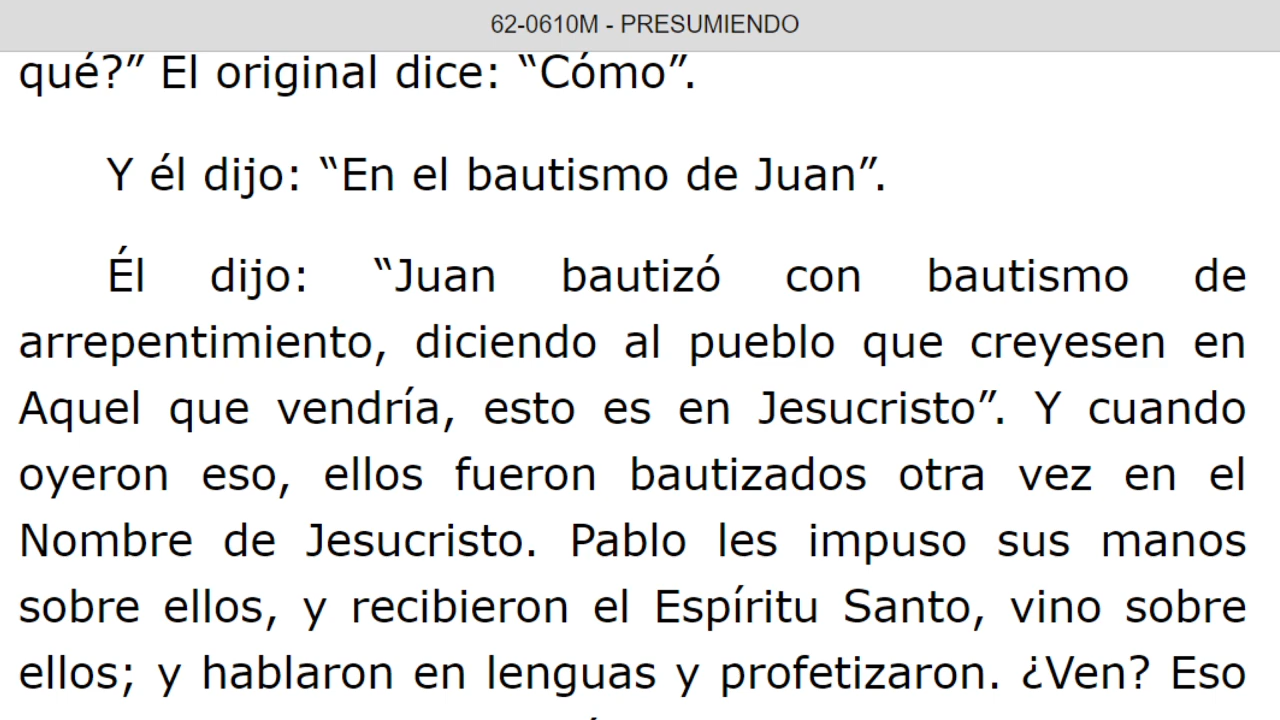 62-0610M - PRESUMIENDO
qué?” El original dice: “Cómo”.
Y él dijo: “En el bautismo de Juan”.
Él dijo: “Juan bautizó con bautismo de
arrepentimiento, diciendo al pueblo que creyesen en
Aquel que vendría, esto es en Jesucristo”. Y cuando
oyeron eso, ellos fueron bautizados otra vez en el
Nombre de Jesucristo. Pablo les impuso sus manos
sobre ellos, y recibieron el Espíritu Santo, vino sobre
ellos; y hablaron en lenguas y profetizaron. ¿Ven? Eso